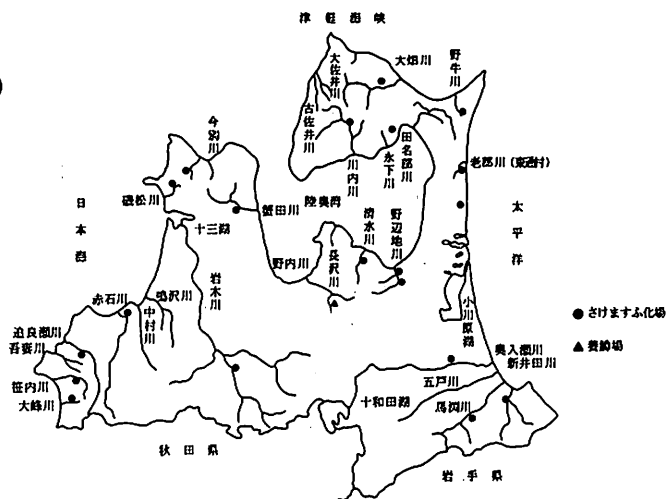 津軽海峡
大佐井川
大畑川
野牛川
古佐井川
今別川
川内川
永下川
田名部川
老部川(東通村)
磯松川
蟹田川
陸奥湾
日本海
太平洋
十三湖
野内川
長沢川
清水川
野辺地川
岩木川
鳴沢川
中村川
赤石川
小川原湖
追良瀬川
吾妻川
笹内川
大峰川
●さけますふ化場
▲養鱒場
奥入瀬川
新井田川
五戸川
十和田湖
馬淵川
秋田県
岩手県